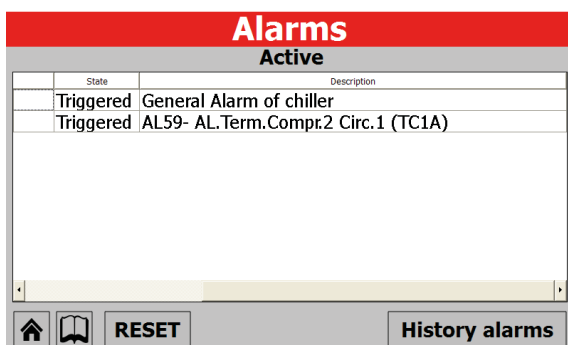 Alarms
Active
State Description
Triggered General Alarm of chiller
Triggered AL59- AL.Term.Compr.2 Circ.1 (TC1A)
RESET History alarms